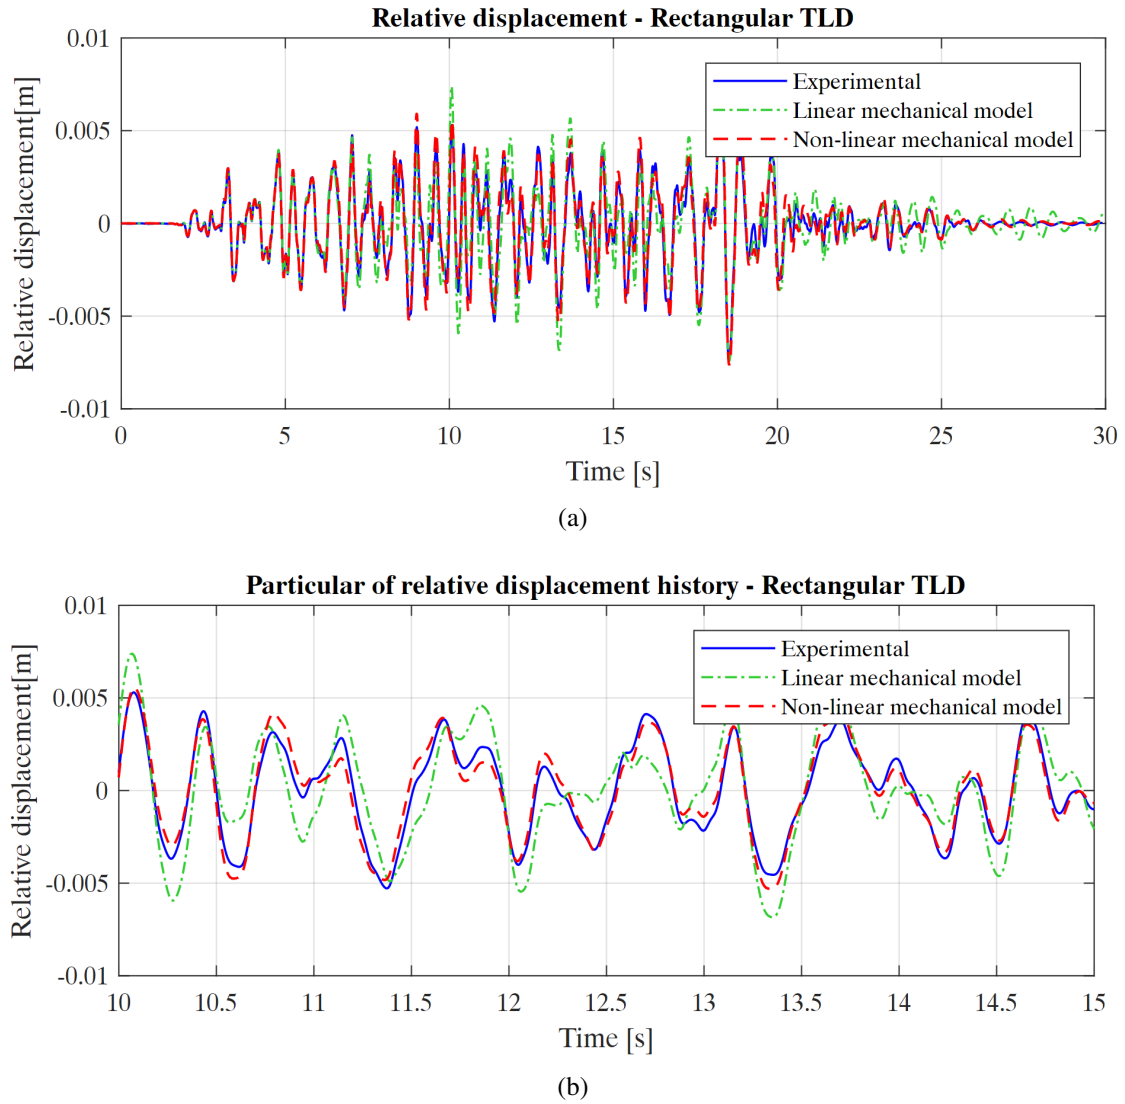 Relative displacement - Rectangular TLD
0.01
0.005
0
-0.005
-0.01
Relative displacement[m]
Experimental
Linear mechanical model
Non-linear mechanical model
0 5 10 15 20 25 30
Time [s]
(a)
Particular of relative displacement history - Rectangular TLD
0.01
0.005
0
-0.005
-0.01
Relative displacement[m]
Experimental
Linear mechanical model
Non-linear mechanical model
10 10.5 11 11.5 12 12.5 13 13.5 14 14.5 15
Time [s]
(b)